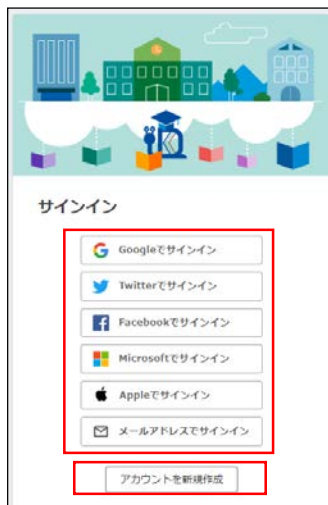 サインイン
Googleでサインイン
Twitterでサインイン
Facebookでサインイン
Microsoftでサインイン
Appleでサインイン
メールアドレスでサインイン
アカウントを新規作成